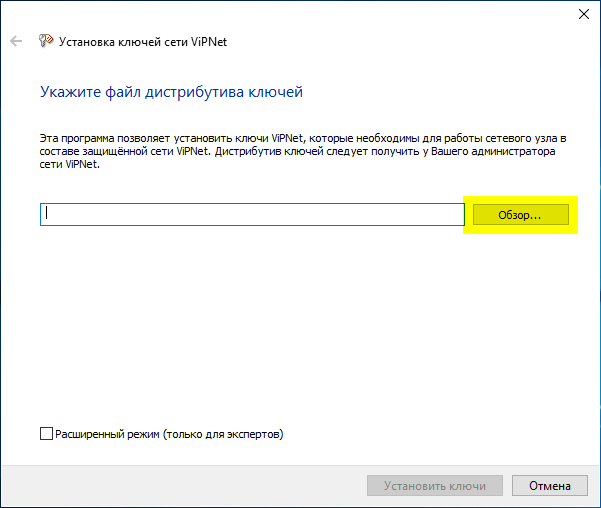 Установка ключей сети ViPNet
Укажите файл дистрибутива ключей
Эта программа позволяет установить ключи ViPNet, которые необходимы для работы сетевого узла в
составе защищённой сети ViPNet. Дистрибутив ключей следует получить у Вашего администратора
сети ViPNet.
Обзор...
Расширенный режим (только для экспертов)
Установить ключи
Отмена